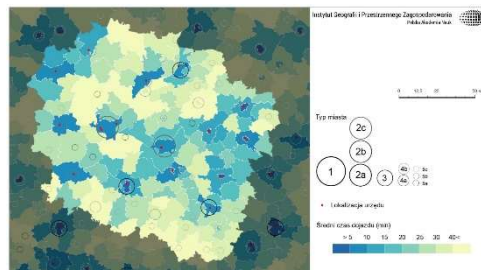 Instytut Geografii i Przestrzennego Zagospodarowania
Polska Akademia Nauk
Typ miasta
2c
2b
1
2a
3
4b
4a
Lokalizacja urzędu
Średni czas dojazdu (min)
> 5 10 15 20 25 30 40<